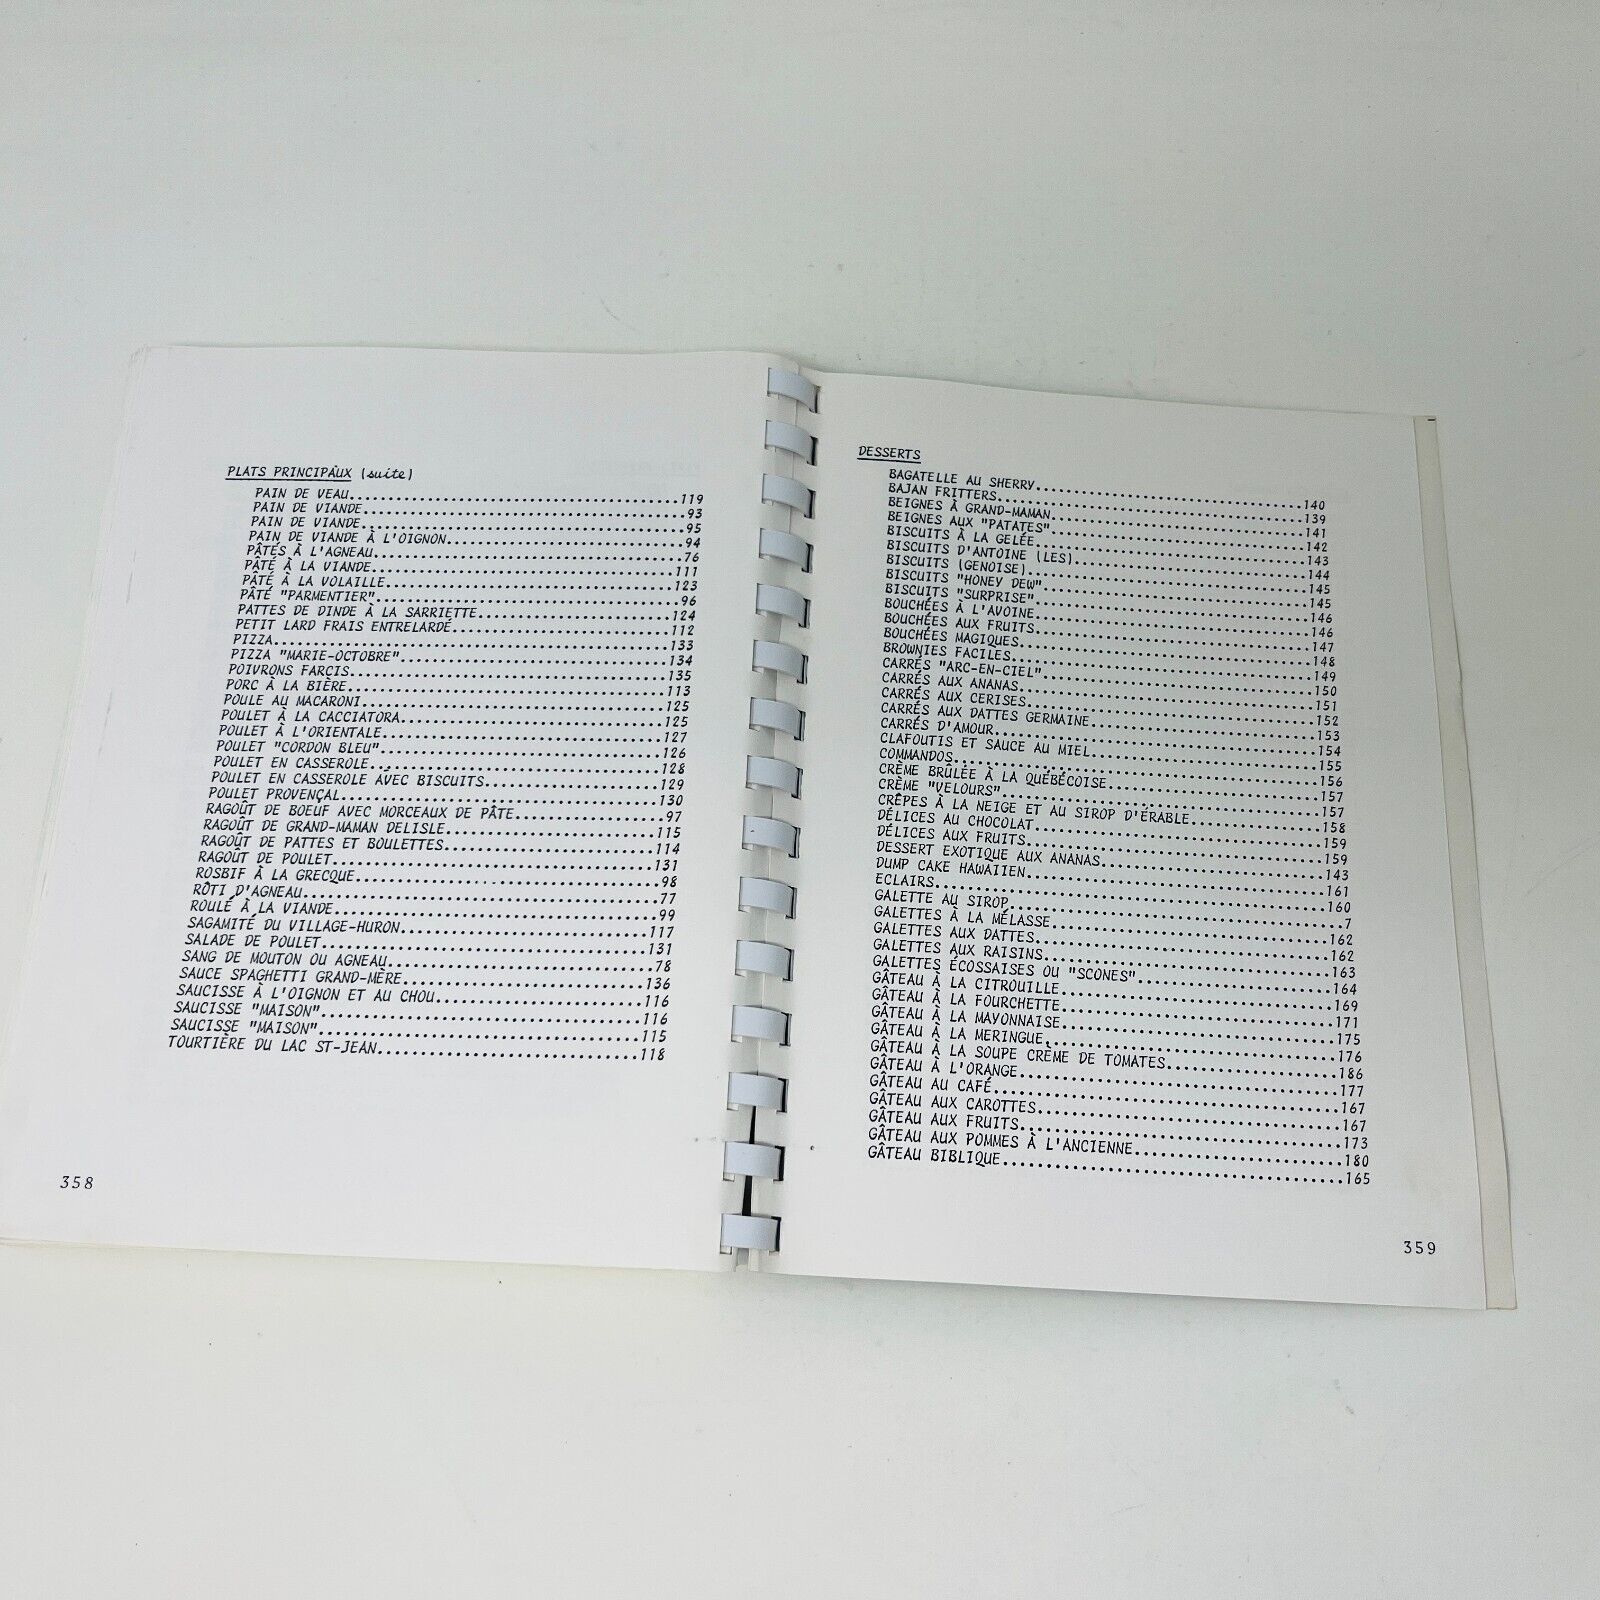 PLATS PRINCIPAUX (suite)
PAIN DE VEAU..........119
PAIN DE VIANDE..........93
PAIN DE VIANDE..........95
PAIN DE VIANDE À L'OIGNON..........94
PÂTÉS À L'AGNEAU..........76
PÂTÉ À LA VIANDE..........111
PÂTÉ À LA VOLAILLE..........123
PÂTÉ "PARMENTIER"..........96
PATTES DE DINDE À LA SARRIETTE..........124
PETIT LARD FRAIS ENTRELARDÉ..........112
PIZZA..........133
PIZZA "MARIE-OCTOBRE"..........134
POIVRONS FARCIS..........135
PORC À LA BIÈRE..........113
POULE AU MACARONI..........125
POULET À LA CACCIATORA..........125
POULET À L'ORIENTALE..........127
POULET "CORDON BLEU"..........126
POULET EN CASSEROLE..........128
POULET EN CASSEROLE AVEC BISCUITS..........129
POULET PROVENÇAL..........130
RAGOÛT DE BOEUF AVEC MORCEAUX DE PÂTE..........97
RAGOÛT DE GRAND-MAMAN DELISLE..........115
RAGOÛT DE PATTES ET BOULETTES..........114
RAGOÛT DE POULET..........131
ROSBIF À LA GRECQUE..........98
RÔTI D'AGNEAU..........77
ROULÉ À LA VIANDE..........99
SAGAMITÉ DU VILLAGE-HURON..........117
SALADE DE POULET..........131
SANG DE MOUTON OU AGNEAU..........78
SAUCE SPAGHETTI GRAND-MÈRE..........136
SAUCISSE À L'OIGNON ET AU CHOU..........116
SAUCISSE "MAISON"..........116
SAUCISSE "MAISON"..........115
TOURTIÈRE DU LAC ST-JEAN..........118
358
DESSERTS
BAGATELLE AU SHERRY..........140
BAJAN FRITTERS..........139
BEIGNES À GRAND-MAMAN..........141
BEIGNES AUX "PATATES"..........142
BISCUITS À LA GELÉE..........143
BISCUITS D'ANTOINE (LES)..........144
BISCUITS (GENOISE)..........145
BISCUITS "HONEY DEW"..........145
BISCUITS "SURPRISE"..........146
BOUCHÉES À L'AVOINE..........146
BOUCHÉES AUX FRUITS..........147
BOUCHÉES MAGIQUES..........148
BROWNIES FACILES..........149
CARRÉS "ARC-EN-CIEL"..........150
CARRÉS AUX ANANAS..........151
CARRÉS AUX CERISES..........152
CARRÉS AUX DATTES GERMAINE..........153
CARRÉS D'AMOUR..........154
CLAFOUTIS ET SAUCE AU MIEL..........155
COMMANDOS..........156
CRÈME BRÛLÉE À LA QUÉBÉCOISE..........157
CRÈME "VELOURS"..........157
CRÊPES À LA NEIGE ET AU SIROP D'ÉRABLE..........158
DÉLICES AU CHOCOLAT..........159
DÉLICES AUX FRUITS..........159
DESSERT EXOTIQUE AUX ANANAS..........143
DUMP CAKE HAWAIIEN..........161
ECLAIRS..........160
GALETTE AU SIROP..........7
GALETTES À LA MÉLASSE..........162
GALETTES AUX DATTES..........162
GALETTES AUX RAISINS..........163
GALETTES ÉCOSSAISES OU "SCONES"..........164
GÂTEAU À LA CITROUILLE..........169
GÂTEAU À LA FOURCHETTE..........171
GÂTEAU À LA MAYONNAISE..........175
GÂTEAU À LA MERINGUE..........176
GÂTEAU À LA SOUPE CRÈME DE TOMATES..........186
GÂTEAU À L'ORANGE..........177
GÂTEAU AU CAFÉ..........167
GÂTEAU AUX CAROTTES..........167
GÂTEAU AUX FRUITS..........173
GÂTEAU AUX POMMES À L'ANCIENNE..........180
GÂTEAU BIBLIQUE..........165
359